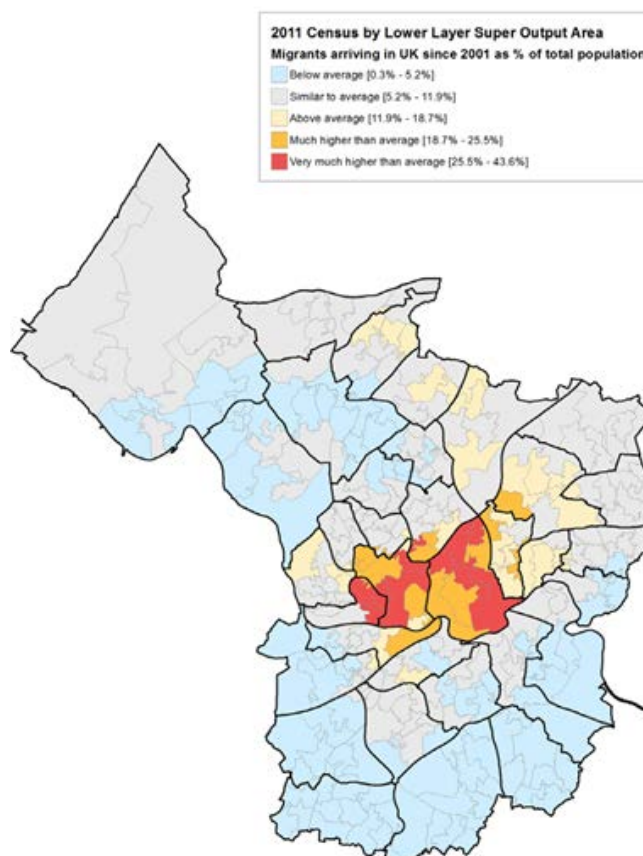 2011 Census by Lower Layer Super Output Area
Migrants arriving in UK since 2001 as % of total population
Below average [0.3% - 5.2%]
Similar to average [5.2% - 11.9%]
Above average [11.9% - 18.7%]
Much higher than average [18.7% - 25.5%]
Very much higher than average [25.5% - 43.6%]